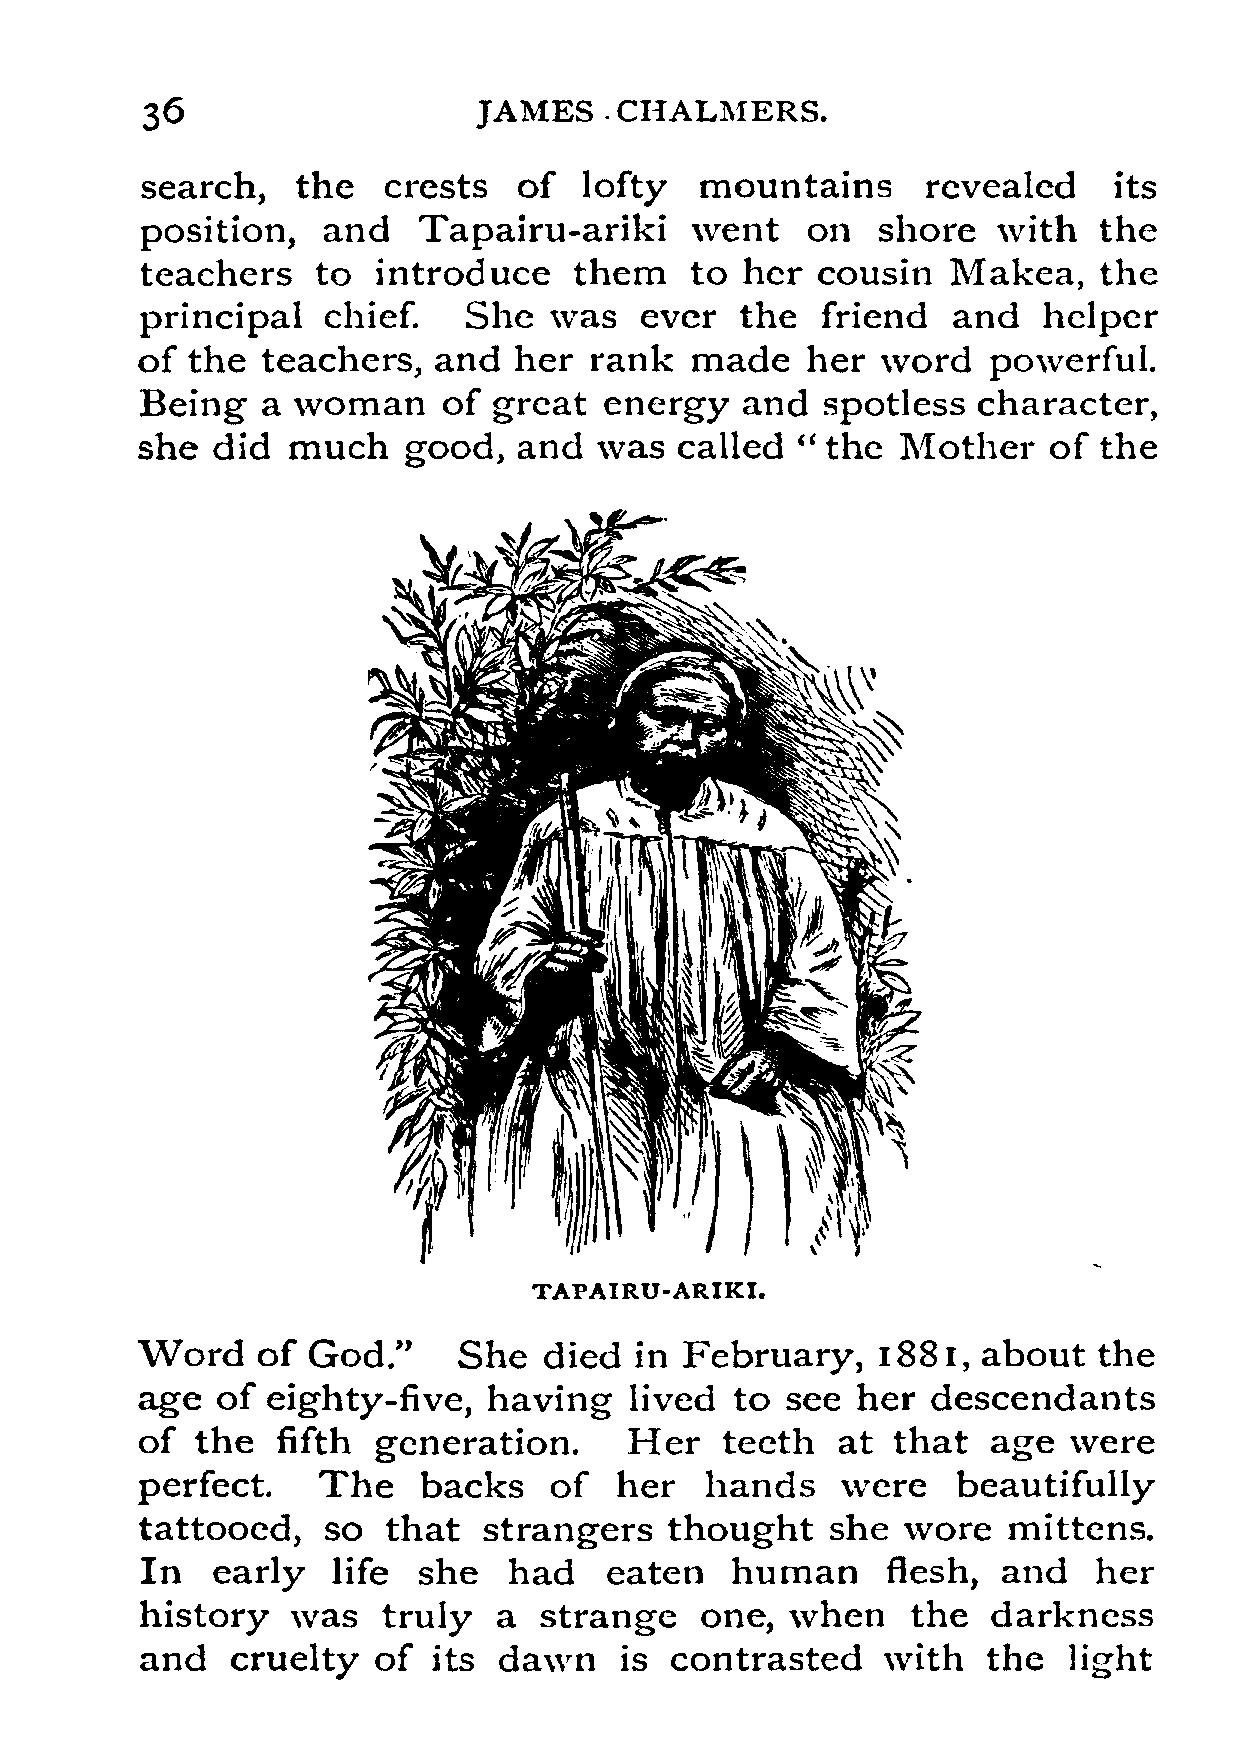 36 JAMES CHALMERS.
search, the crests of lofty mountains revealed its
position, and Tapairu-ariki went on shore with the
teachers to introduce them to her cousin Makea, the
principal chief. She was ever the friend and helper
of the teachers, and her rank made her word powerful.
Being a woman of great energy and spotless character,
she did much good, and was called “the Mother of the
TAPAIRU-ARIKI.
Word of God.” She died in February, 1881, about the
age of eighty-five, having lived to see her descendants
of the fifth generation. Her teeth at that age were
perfect. The backs of her hands were beautifully
tattooed, so that strangers thought she wore mittens.
In early life she had eaten human flesh, and her
history was truly a strange one, when the darkness
and cruelty of its dawn is contrasted with the light